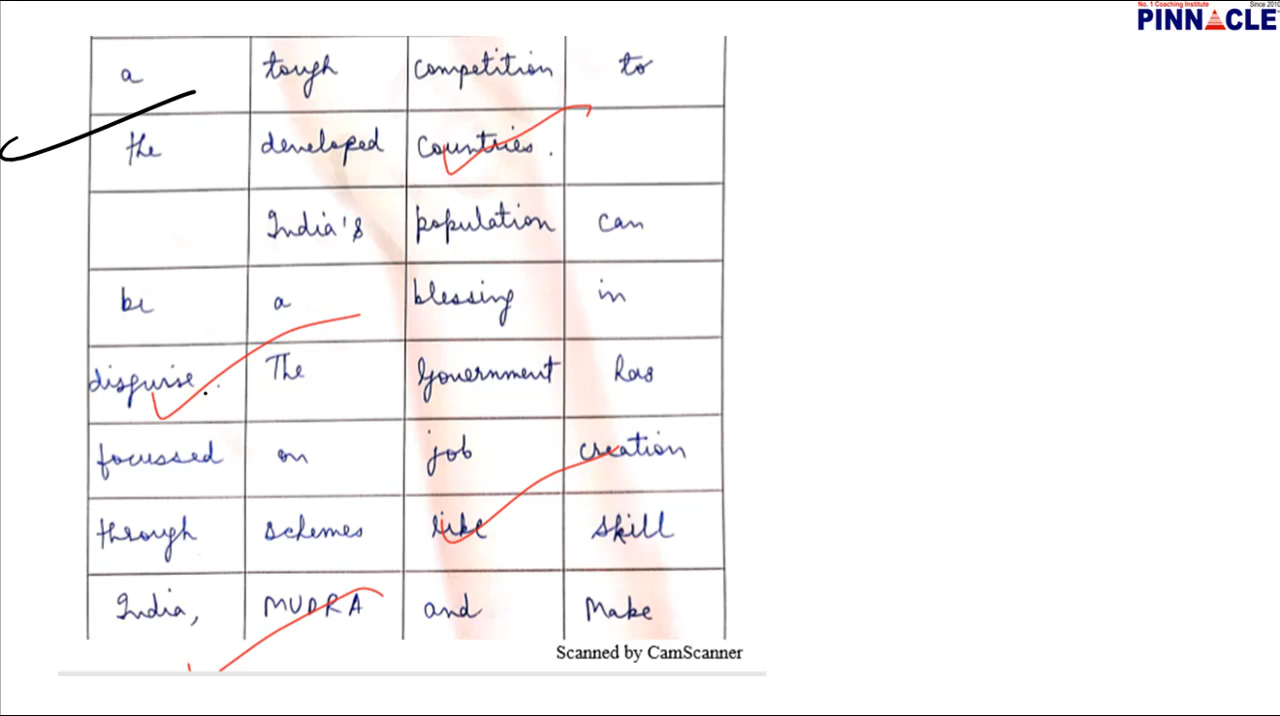 No. 1 Coaching Institute Since 2010
PINNACLE
a tough competition to
the developed countries.
India's population can
be a blessing in
disguise. The Government has
focussed on job creation
through schemes like skill
India, MUDRA and Make
Scanned by CamScanner